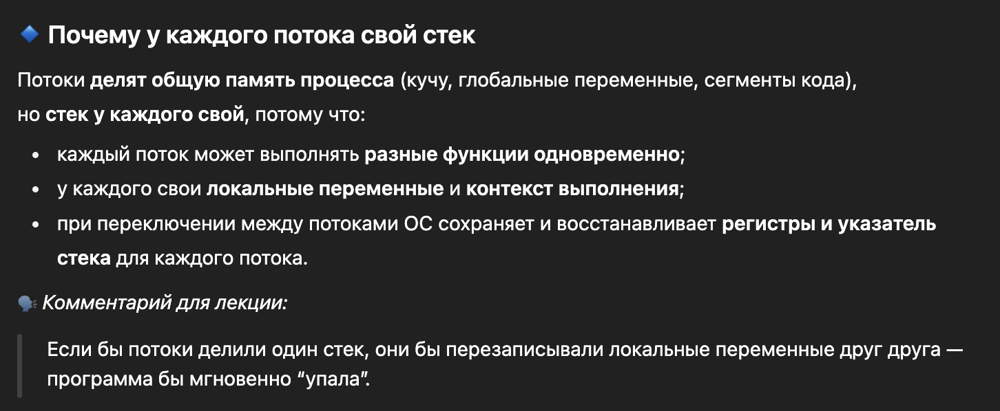 🔹 Почему у каждого потока свой стек
Потоки делят общую память процесса (кучу, глобальные переменные, сегменты кода),
но стек у каждого свой, потому что:
• каждый поток может выполнять разные функции одновременно;
• у каждого свои локальные переменные и контекст выполнения;
• при переключении между потоками ОС сохраняет и восстанавливает регистры и указатель
стека для каждого потока.
🗣️ Комментарий для лекции:
Если бы потоки делили один стек, они бы перезаписывали локальные переменные друг друга —
программа бы мгновенно “упала”.